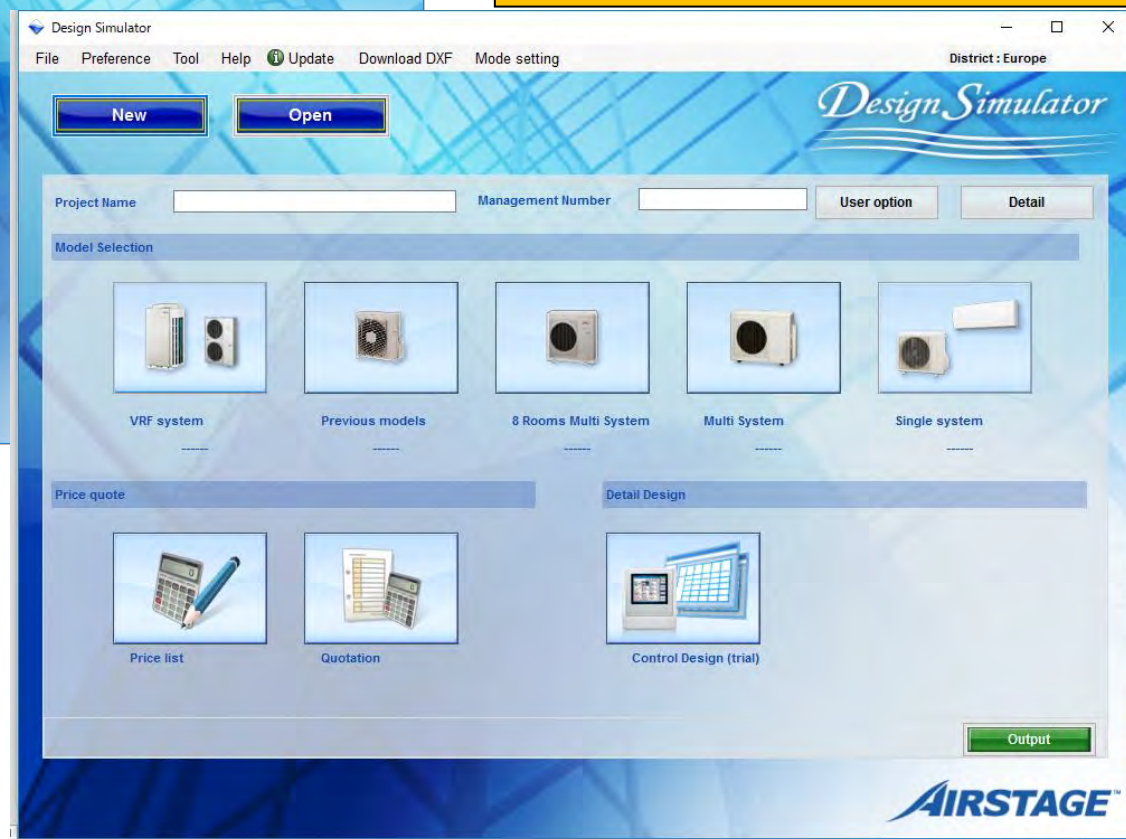 Design Simulator
File Preference Tool Help Update Download DXF Mode setting District : Europe
New Open Design Simulator
Project Name Management Number User option Detail
Model Selection
VRF system Previous models 8 Rooms Multi System Multi System Single system
------ ------ ------ ------ ------
Price quote Detail Design
Price list Quotation Control Design (trial)
Output
AIRSTAGE™